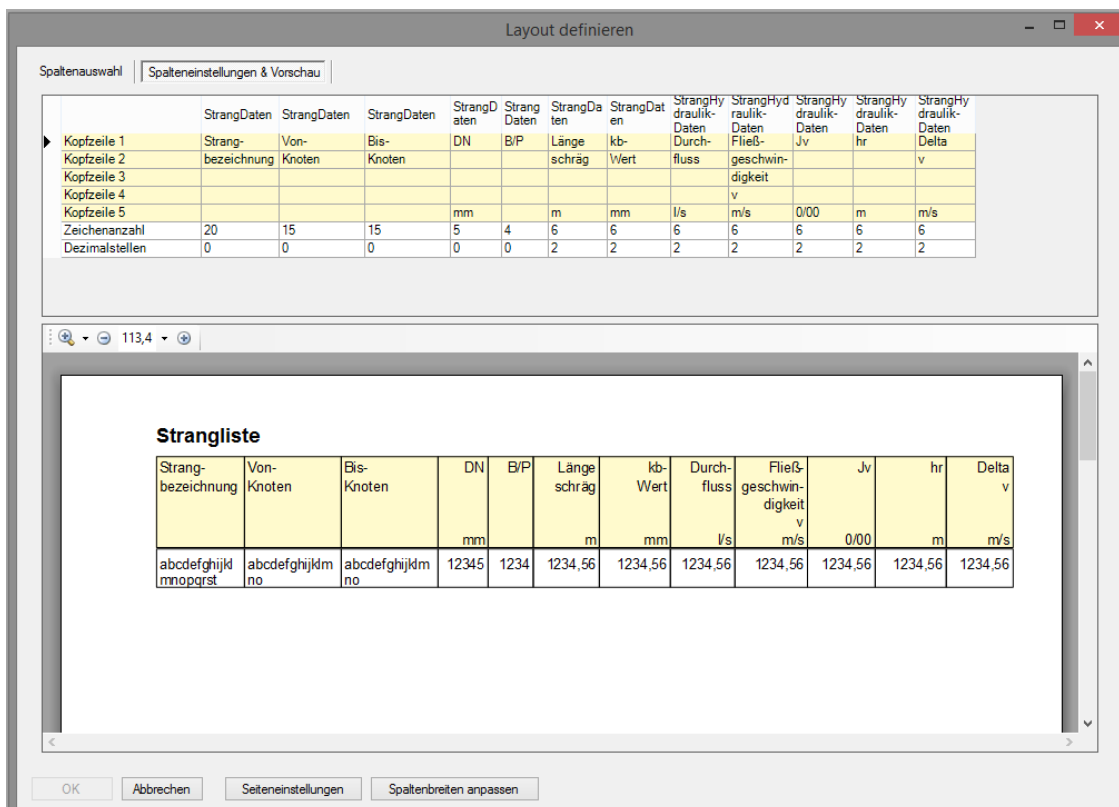 Layout definieren
Spaltenauswahl Spalteneinstellungen & Vorschau
StrangDaten StrangDaten StrangDaten StrangD aten Strang Daten StrangDa ten StrangDat en StrangHy draulik- Daten StrangHyd raulik- Daten StrangHy draulik- Daten StrangHy draulik- Daten StrangHy draulik- Daten
Kopfzeile 1 Strang- Von- Bis- DN B/P Länge kb- Durch- Fließ- Jv hr Delta
Kopfzeile 2 bezeichnung Knoten Knoten schräg Wert fluss geschwin- v
Kopfzeile 3 digkeit
Kopfzeile 4 v
Kopfzeile 5 mm m mm l/s m/s 0/00 m m/s
Zeichenanzahl 20 15 15 5 4 6 6 6 6 6 6 6
Dezimalstellen 0 0 0 0 0 2 2 2 2 2 2 2
113,4
Strangliste
Strang- Von- Bis- DN B/P Länge kb- Durch- Fließ- Jv hr Delta
bezeichnung Knoten Knoten schräg Wert fluss geschwin- v
digkeit
v
mm m mm l/s m/s 0/00 m m/s
abcdefghijkl abcdefghijklm abcdefghijklm 12345 1234 1234,56 1234,56 1234,56 1234,56 1234,56 1234,56 1234,56
mnopqrst no no
OK Abbrechen Seiteneinstellungen Spaltenbreiten anpassen